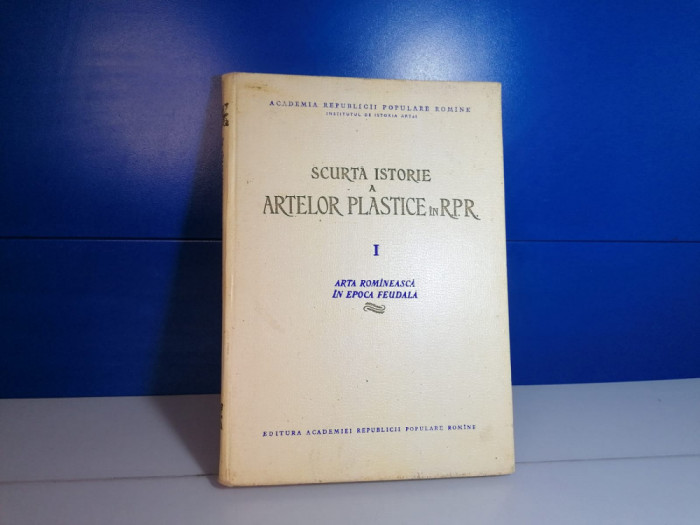 ACADEMIA REPUBLICII POPULARE ROMÎNE
INSTITUTUL DE ISTORIA ARTEI
SCURTĂ ISTORIE
A
ARTELOR PLASTICE ÎN R.P.R.
I
ARTA ROMÎNEASCĂ
ÎN EPOCA FEUDALĂ
EDITURA ACADEMIEI REPUBLICII POPULARE ROMÎNE